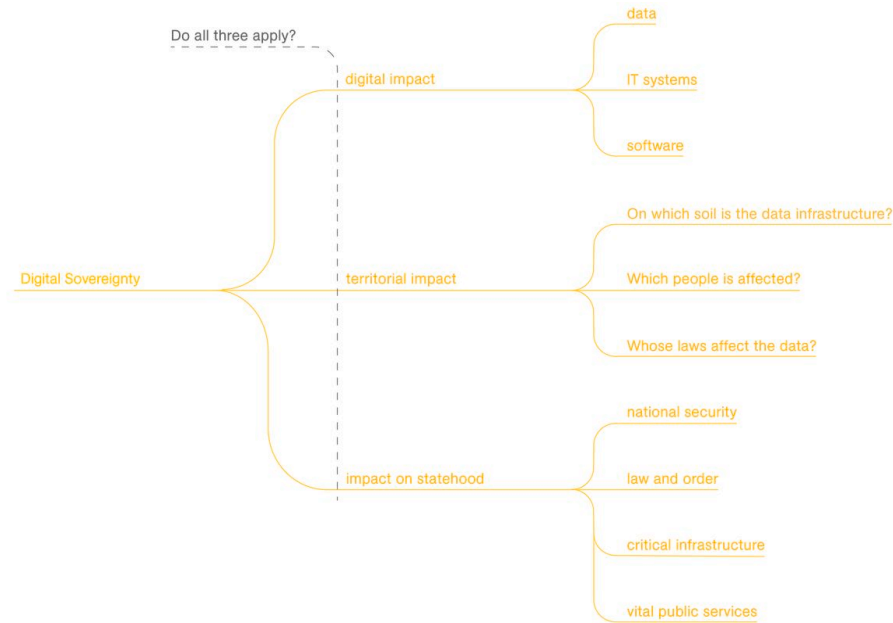 Do all three apply?
Digital Sovereignty
digital impact
data
IT systems
software
territorial impact
On which soil is the data infrastructure?
Which people is affected?
Whose laws affect the data?
impact on statehood
national security
law and order
critical infrastructure
vital public services